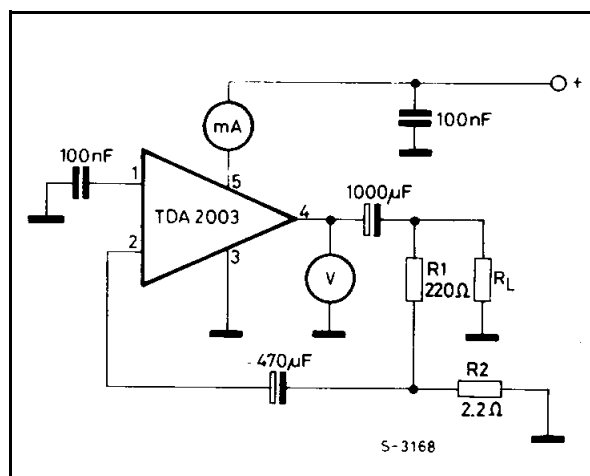 +
mA
100nF
100nF
1
5
1000µF
TDA 2003
4
2
3
V
R1
220Ω
RL
470µF
R2
2.2Ω
S-3168